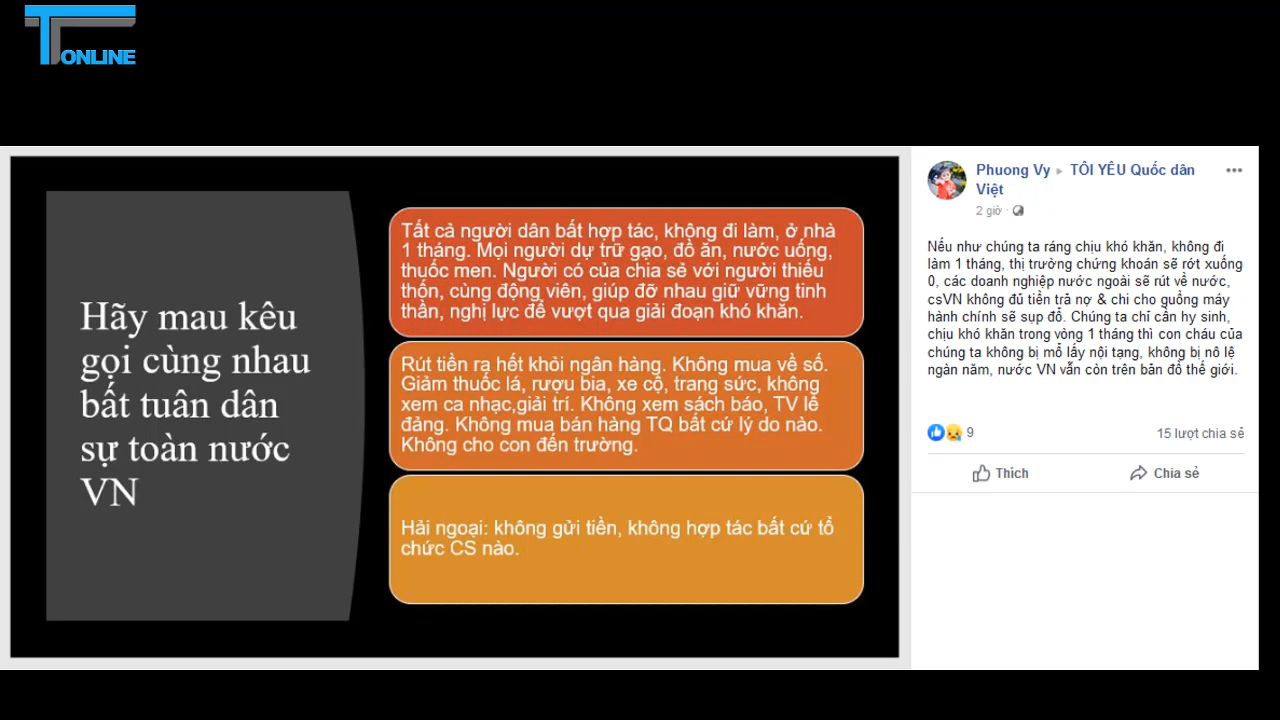 TT ONLINE
Hãy mau kêu
gọi cùng nhau
bất tuân dân
sự toàn nước
VN
Tất cả người dân bất hợp tác, không đi làm, ở nhà
1 tháng. Mọi người dự trữ gạo, đồ ăn, nước uống,
thuốc men. Người có của chia sẻ với người thiếu
thốn, cùng động viên, giúp đỡ nhau giữ vững tinh
thần, nghị lực để vượt qua giải đoạn khó khăn.
Rút tiền ra hết khỏi ngân hàng. Không mua vé số.
Giảm thuốc lá, rượu bia, xe cộ, trang sức, không
xem ca nhạc,giải trí. Không xem sách báo, TV lề
đảng. Không mua bán hàng TQ bất cứ lý do nào.
Không cho con đến trường.
Hải ngoại: không gửi tiền, không hợp tác bất cứ tổ
chức CS nào.
Phuong Vy ▸ TÔI YÊU Quốc dân
Việt
2 giờ ·
Nếu như chúng ta ráng chịu khó khăn, không đi
làm 1 tháng, thị trường chứng khoán sẽ rớt xuống
0, các doanh nghiệp nước ngoài sẽ rút về nước,
csVN không đủ tiền trả nợ & chi cho guồng máy
hành chính sẽ sụp đổ. Chúng ta chỉ cần hy sinh,
chịu khó khăn trong vòng 1 tháng thì con cháu của
chúng ta không bị mổ lấy nội tạng, không bị nô lệ
ngàn năm, nước VN vẫn còn trên bản đồ thế giới.
9
15 lượt chia sẻ
Thích
Chia sẻ